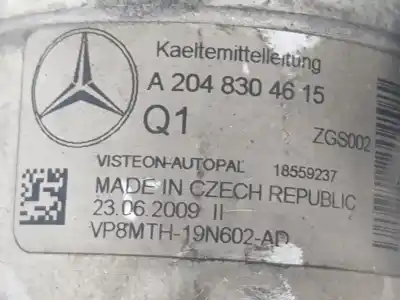 Kaeltemittelleitung
A 204 830 46 15
Q1
ZGS002
VISTEON-AUTOPAL 18559237
MADE IN CZECH REPUBLIC
23.06.2009 II
VP8MTH-19N602-AD